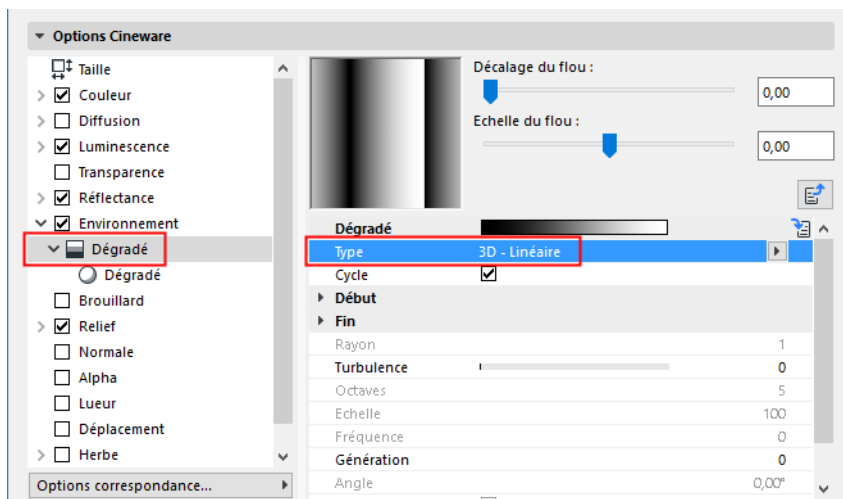 Options Cineware
Taille
Couleur
Diffusion
Luminescence
Transparence
Réflectance
Environnement
Dégradé
Dégradé
Brouillard
Relief
Normale
Alpha
Lueur
Déplacement
Herbe
Options correspondance...
Décalage du flou :
0,00
Echelle du flou :
0,00
Dégradé
Type 3D - Linéaire
Cycle
Début
Fin
Rayon 1
Turbulence 0
Octaves 5
Echelle 100
Fréquence 0
Génération 0
Angle 0,00°